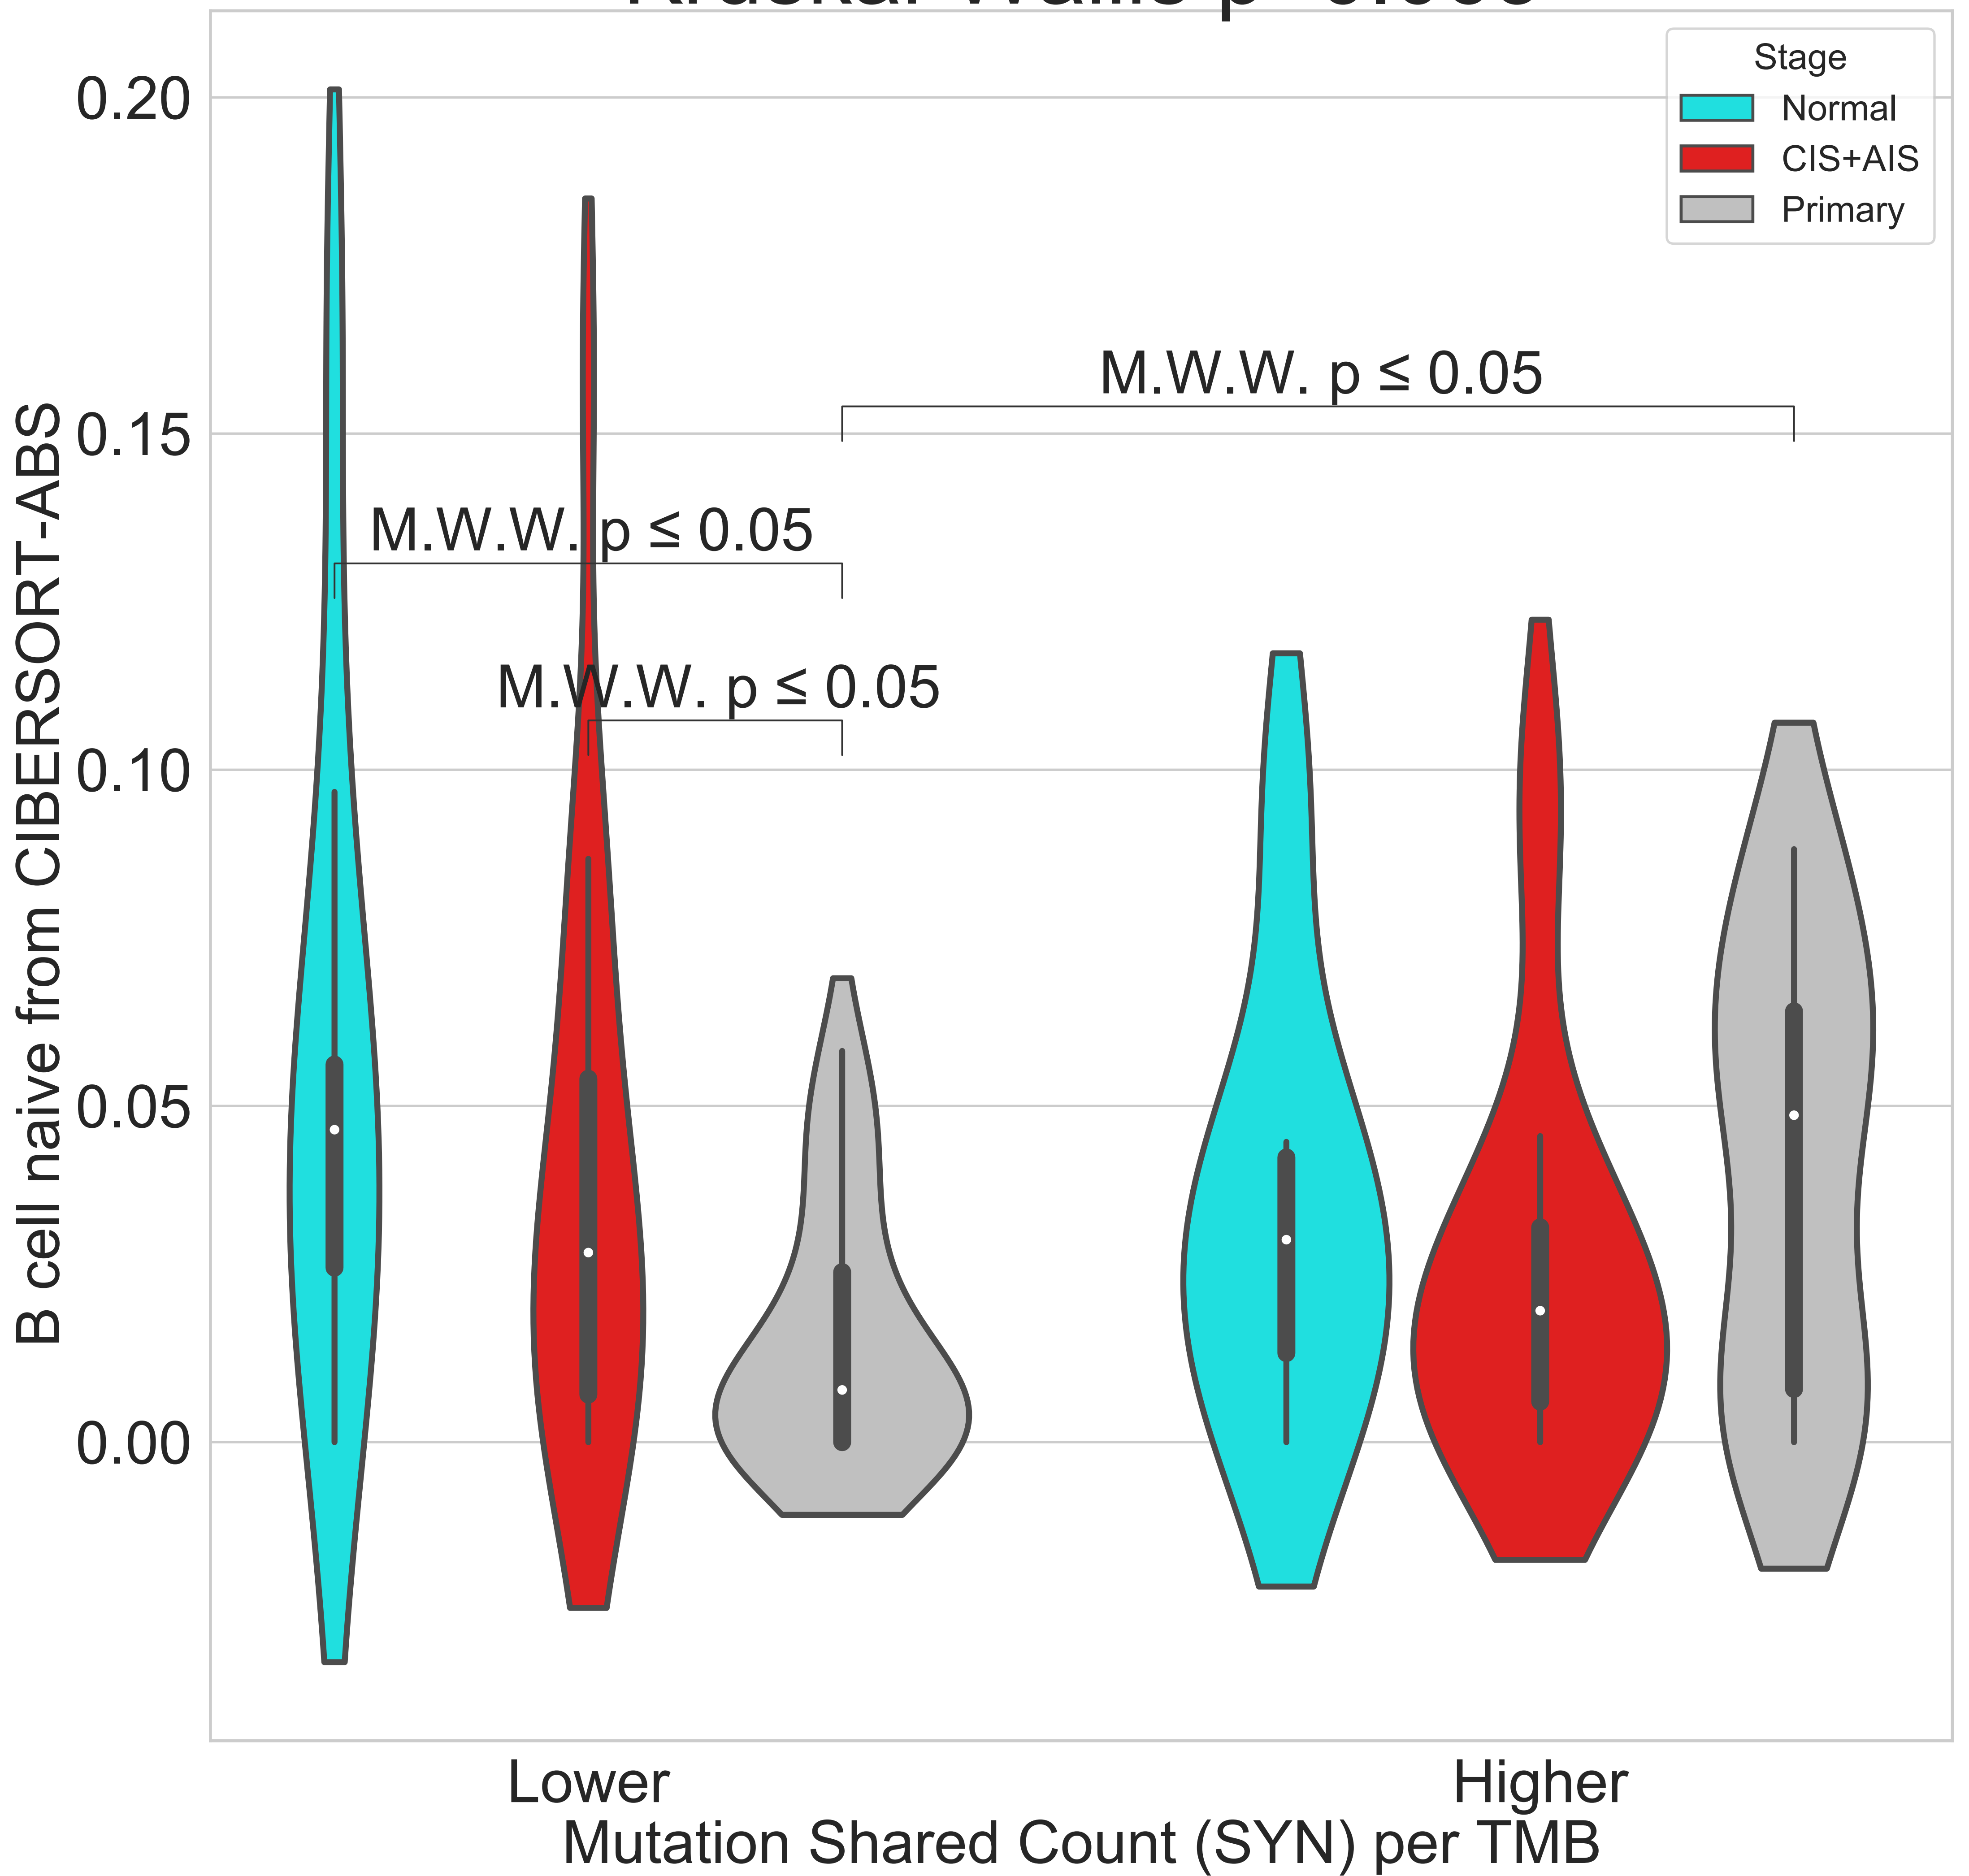 Stage
Normal
CIS+AIS
Primary
0.20
0.15
0.10
0.05
0.00
B cell naive from CIBERSORT-ABS
M.W.W. p ≤ 0.05
M.W.W. p ≤ 0.05
M.W.W. p ≤ 0.05
Lower
Higher
Mutation Shared Count (SYN) per TMB